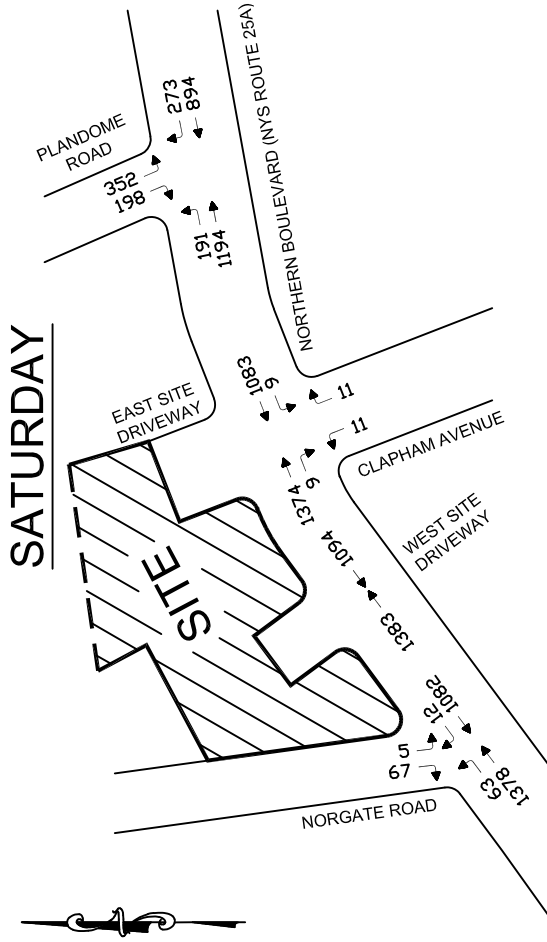 SATURDAY
PLANDOME
ROAD
273
894
352
198
191
1194
NORTHERN BOULEVARD (NYS ROUTE 25A)
1083
9
11
EAST SITE
DRIVEWAY
11
CLAPHAM AVENUE
1374
9
WEST SITE
DRIVEWAY
1094
1383
SITE
12
1082
5
67
63
1378
NORGATE ROAD